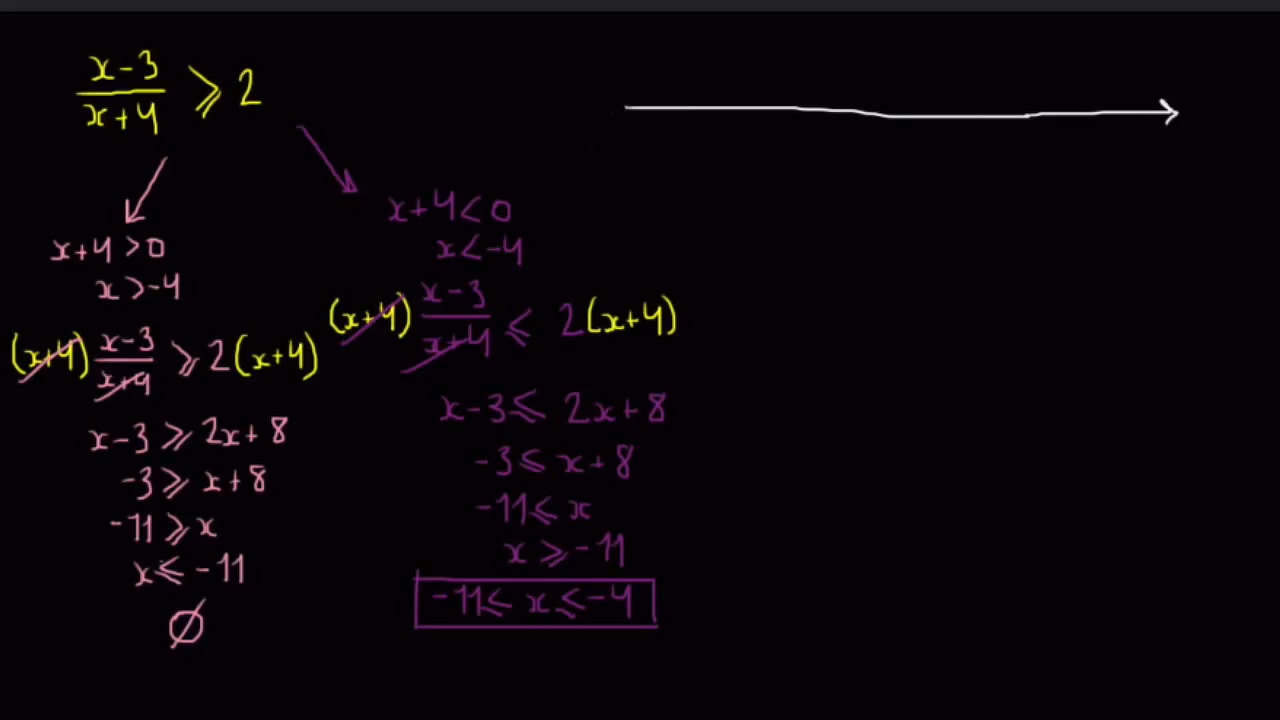 x-3/x+4 ⩾ 2
x+4 > 0
x > -4
(x+4) x-3/x+4 ⩾ 2(x+4)
x-3 ⩾ 2x+8
-3 ⩾ x+8
-11 ⩾ x
x ⩽ -11
∅
x+4 < 0
x < -4
(x+4) x-3/x+4 ⩽ 2(x+4)
x-3 ⩽ 2x+8
-3 ⩽ x+8
-11 ⩽ x
x ⩾ -11
-11 ⩽ x ⩽ -4